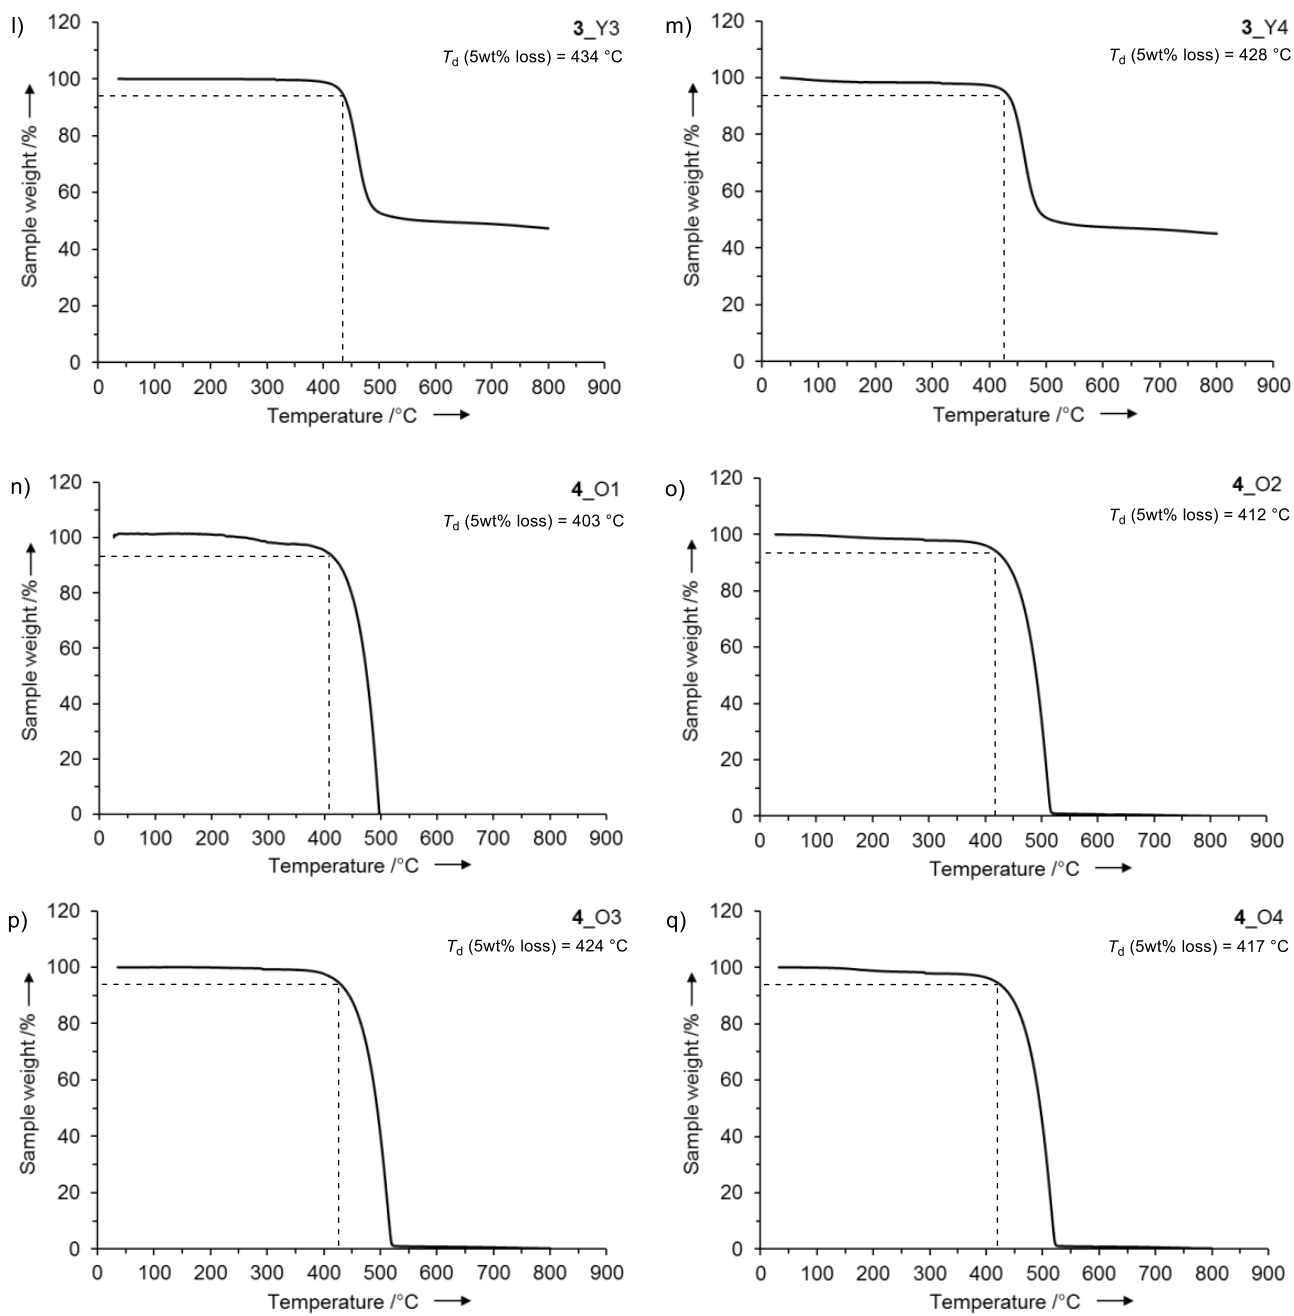 l)
3_Y3
Td (5wt% loss) = 434 °C
120
100
80
60
40
20
0
Sample weight /%
0 100 200 300 400 500 600 700 800 900
Temperature /°C
m)
3_Y4
Td (5wt% loss) = 428 °C
120
100
80
60
40
20
0
Sample weight /%
0 100 200 300 400 500 600 700 800 900
Temperature /°C
n)
4_O1
Td (5wt% loss) = 403 °C
120
100
80
60
40
20
0
Sample weight /%
0 100 200 300 400 500 600 700 800 900
Temperature /°C
o)
4_O2
Td (5wt% loss) = 412 °C
120
100
80
60
40
20
0
Sample weight /%
0 100 200 300 400 500 600 700 800 900
Temperature /°C
p)
4_O3
Td (5wt% loss) = 424 °C
120
100
80
60
40
20
0
Sample weight /%
0 100 200 300 400 500 600 700 800 900
Temperature /°C
q)
4_O4
Td (5wt% loss) = 417 °C
120
100
80
60
40
20
0
Sample weight /%
0 100 200 300 400 500 600 700 800 900
Temperature /°C